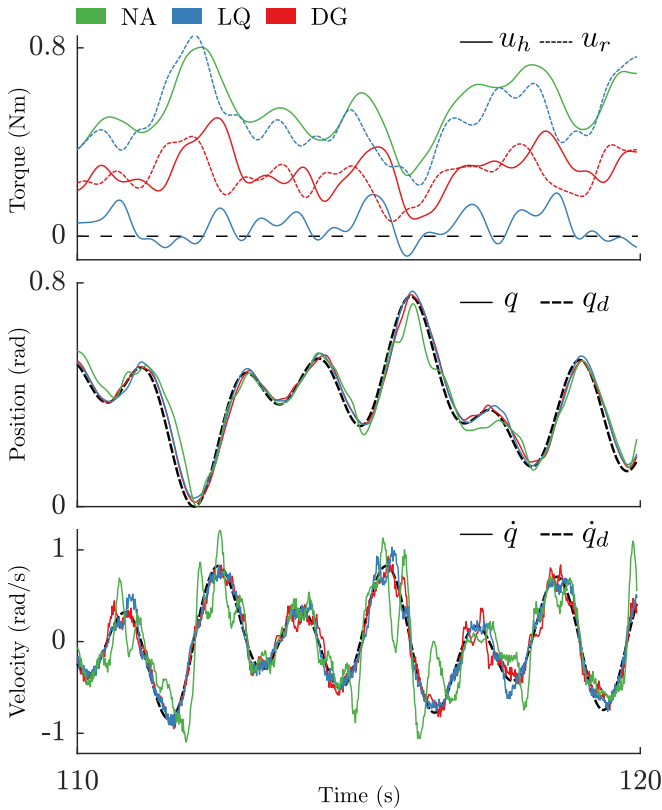 NA LQ DG
0.8
u_h u_r
Torque (Nm)
0
0.8
q q_d
Position (rad)
0
q̇ q̇_d
1
Velocity (rad/s)
0
-1
110 120
Time (s)